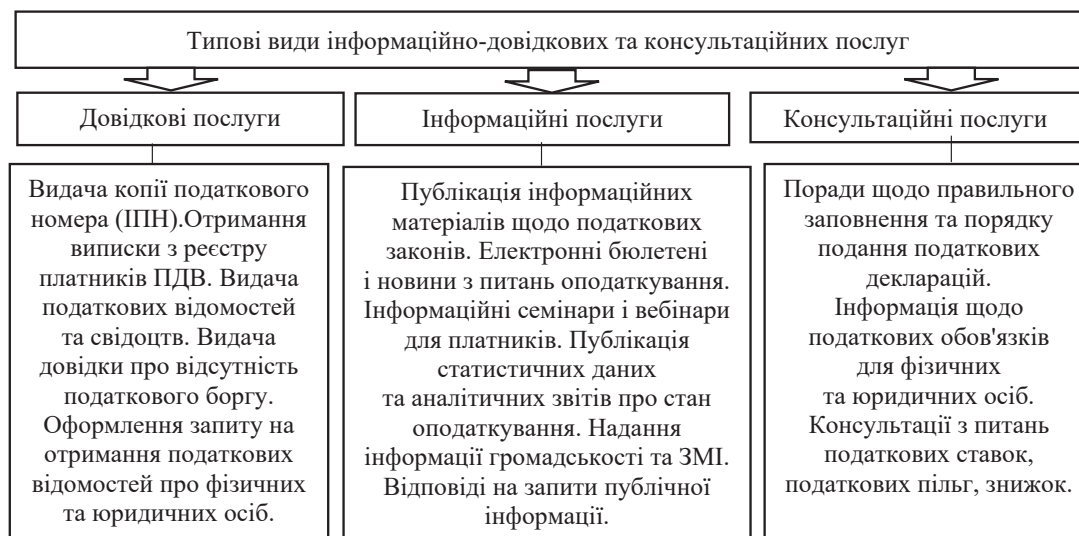 Типові види інформаційно-довідкових та консультаційних послуг
Довідкові послуги
Видача копії податкового
номера (ІПН).Отримання
виписки з реєстру
платників ПДВ. Видача
податкових відомостей
та свідоцтв. Видача
довідки про відсутність
податкового боргу.
Оформлення запиту на
отримання податкових
відомостей про фізичних
та юридичних осіб.
Інформаційні послуги
Публікація інформаційних
матеріалів щодо податкових
законів. Електронні бюлетені
і новини з питань оподаткування.
Інформаційні семінари і вебінари
для платників. Публікація
статистичних даних
та аналітичних звітів про стан
оподаткування. Надання
інформації громадськості та ЗМІ.
Відповіді на запити публічної
інформації.
Консультаційні послуги
Поради щодо правильного
заповнення та порядку
подання податкових
декларацій.
Інформація щодо
податкових обов'язків
для фізичних
та юридичних осіб.
Консультації з питань
податкових ставок,
податкових пільг, знижок.